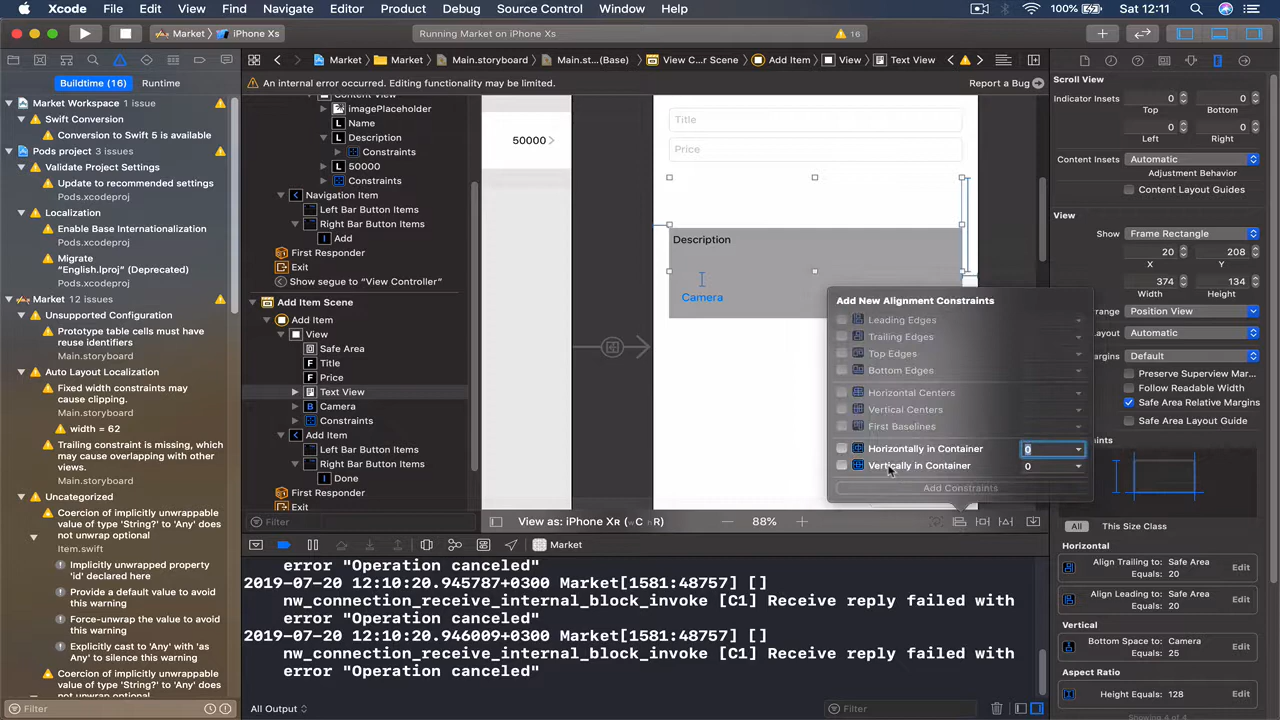 Xcode File Edit View Find Navigate Editor Product Debug Source Control Window Help 100% Sat 12:11
Market iPhone Xs Running Market on iPhone Xs 16
Market Market Main.storyboard Main.st...(Base) View C...r Scene Add Item View Text View
Buildtime (16) Runtime
An internal error occurred. Editing functionality may be limited. Report a Bug
Market Workspace 1 issue
Swift Conversion
Conversion to Swift 5 is available
Pods project 3 issues
Validate Project Settings
Update to recommended settings
Pods.xcodeproj
Localization
Enable Base Internationalization
Pods.xcodeproj
Migrate
"English.lproj" (Deprecated)
Pods.xcodeproj
Market 12 issues
Unsupported Configuration
Prototype table cells must have
reuse identifiers
Main.storyboard
Auto Layout Localization
Fixed width constraints may
cause clipping.
Main.storyboard
width = 62
Trailing constraint is missing, which
may cause overlapping with other
views.
Main.storyboard
Uncategorized
Coercion of implicitly unwrappable
value of type 'String?' to 'Any' does
not unwrap optional
Item.swift
Implicitly unwrapped property
'id' declared here
Provide a default value to avoid
this warning
Force-unwrap the value to avoid
this warning
Explicitly cast to 'Any' with 'as
Any' to silence this warning
Coercion of implicitly unwrappable
value of type 'String?' to 'Any' does
not unwrap optional
Filter
Content View
imagePlaceholder
L Name
L Description
Constraints
L 50000
Constraints
Navigation Item
Left Bar Button Items
Right Bar Button Items
Add
First Responder
Exit
Show segue to "View Controller"
Add Item Scene
Add Item
View
Safe Area
F Title
F Price
Text View
B Camera
Constraints
Add Item
Left Bar Button Items
Right Bar Button Items
Done
First Responder
Exit
Filter
50000
Title
Price
Description
Camera
Add New Alignment Constraints
Leading Edges
Trailing Edges
Top Edges
Bottom Edges
Horizontal Centers
Vertical Centers
First Baselines
Horizontally in Container 0
Vertically in Container 0
Add Constraints
View as: iPhone XR (wC hR) 88%
Market
error "Operation canceled"
2019-07-20 12:10:20.945787+0300 Market[1581:48757] []
nw_connection_receive_internal_block_invoke [C1] Receive reply failed with
error "Operation canceled"
2019-07-20 12:10:20.946009+0300 Market[1581:48757] []
nw_connection_receive_internal_block_invoke [C1] Receive reply failed with
error "Operation canceled"
All Output Filter
Scroll View
Indicator Insets 0 0
Top Bottom
0 0
Left Right
Content Insets Automatic
Adjustment Behavior
Content Layout Guides
View
Show Frame Rectangle
20 208
X Y
374 134
Width Height
Position View
Automatic
Default
Preserve Superview Mar...
Follow Readable Width
Safe Area Relative Margins
Safe Area Layout Guide
All This Size Class
Horizontal
Align Trailing to: Safe Area
Equals: 20
Edit
Align Leading to: Safe Area
Equals: 20
Edit
Vertical
Bottom Space to: Camera
Equals: 25
Edit
Aspect Ratio
Height Equals: 128
Edit
Showing 4 of 4